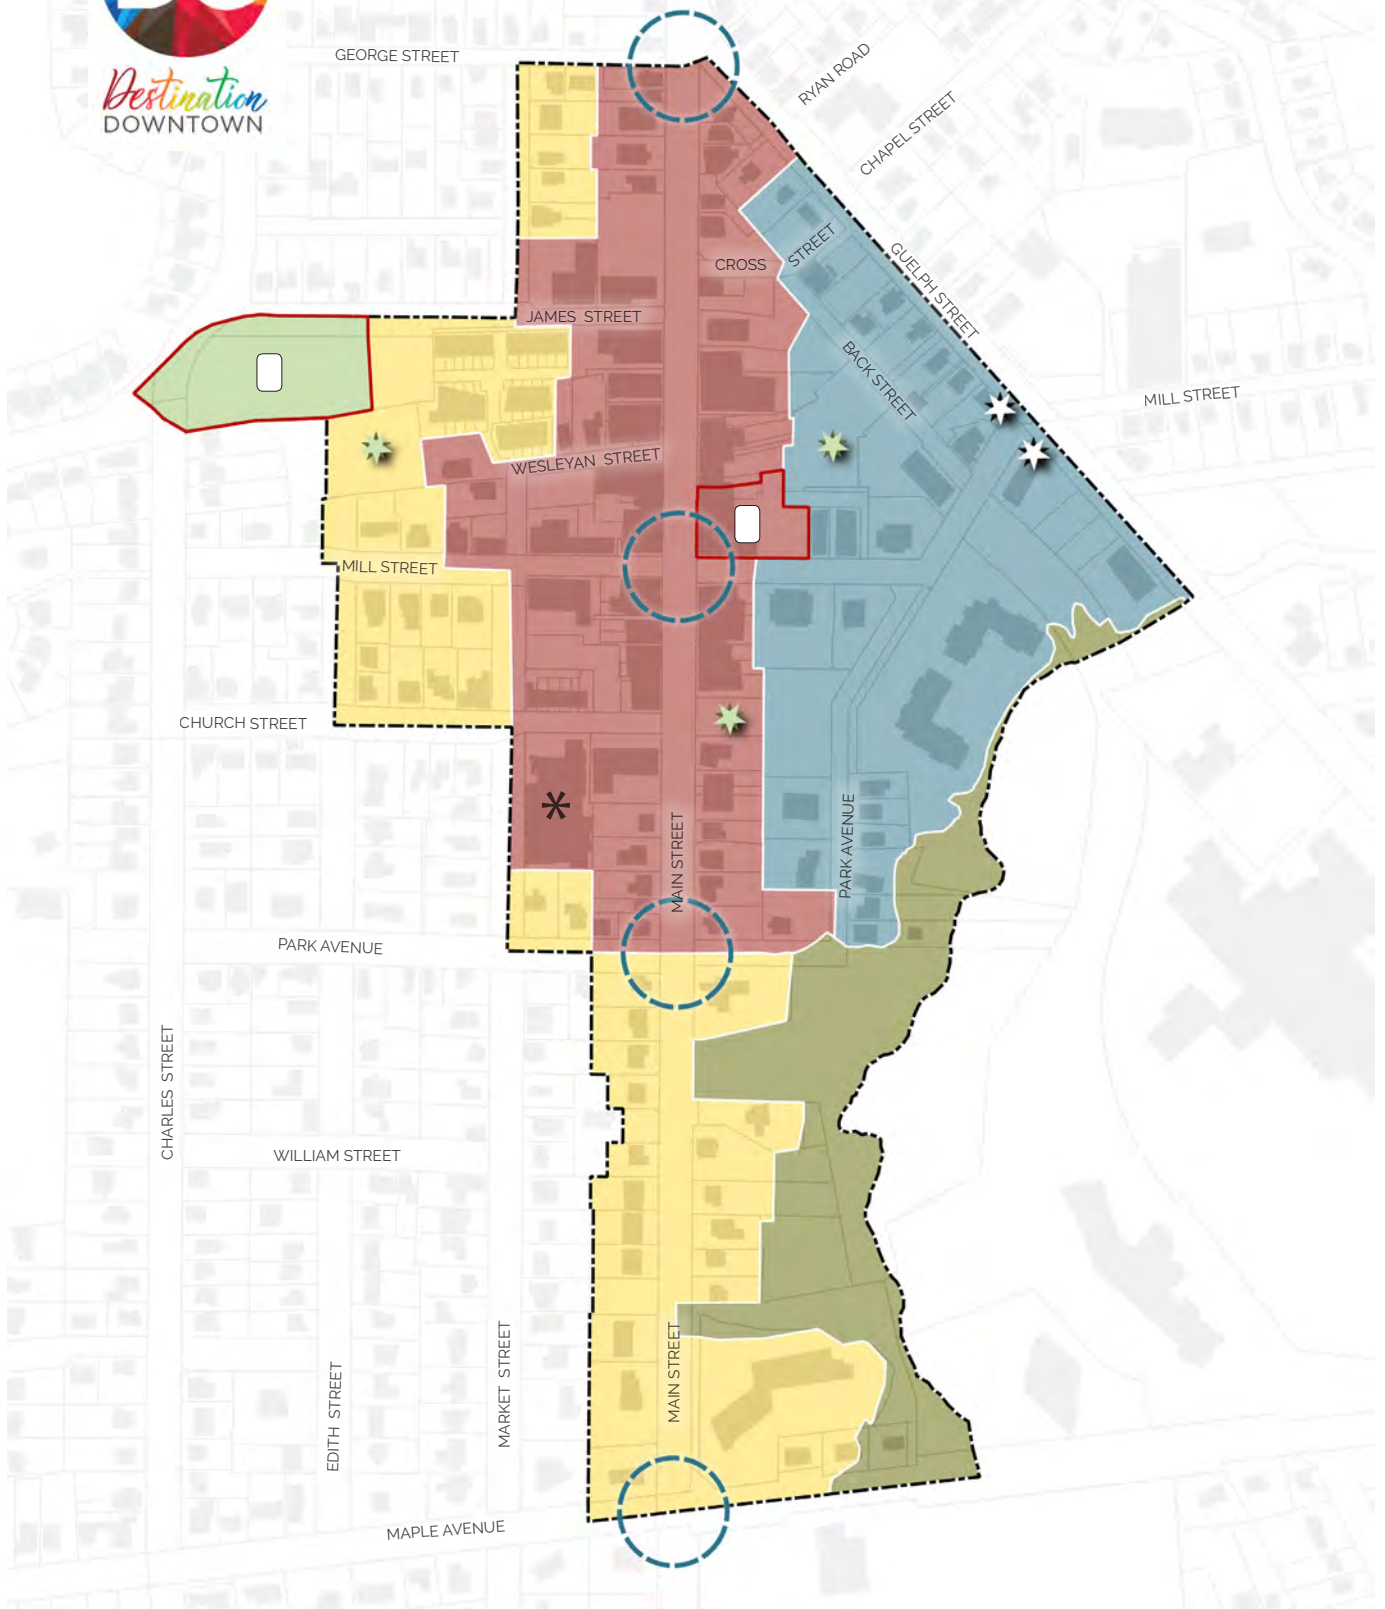 GEORGE STREET
RYAN ROAD
Destination
DOWNTOWN
CHAPEL STREET
STREET
CROSS
GUELPH STREET
JAMES STREET
BACK STREET
MILL STREET
WESLEYAN STREET
MILL STREET
CHURCH STREET
MAIN STREET
PARK AVENUE
PARK AVENUE
CHARLES STREET
WILLIAM STREET
MAIN STREET
MARKET STREET
EDITH STREET
MAPLE AVENUE